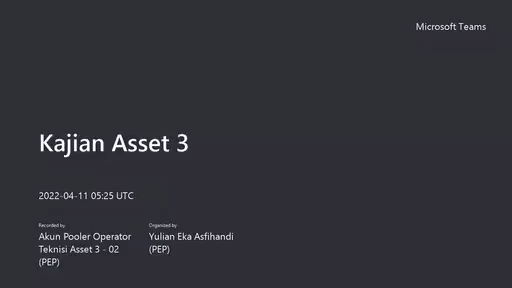 Microsoft Teams
Kajian Asset 3
2022-04-11 05:25 UTC
Recorded by
Akun Pooler Operator
Teknisi Asset 3 - 02
(PEP)
Organized by
Yulian Eka Asfihandi
(PEP)